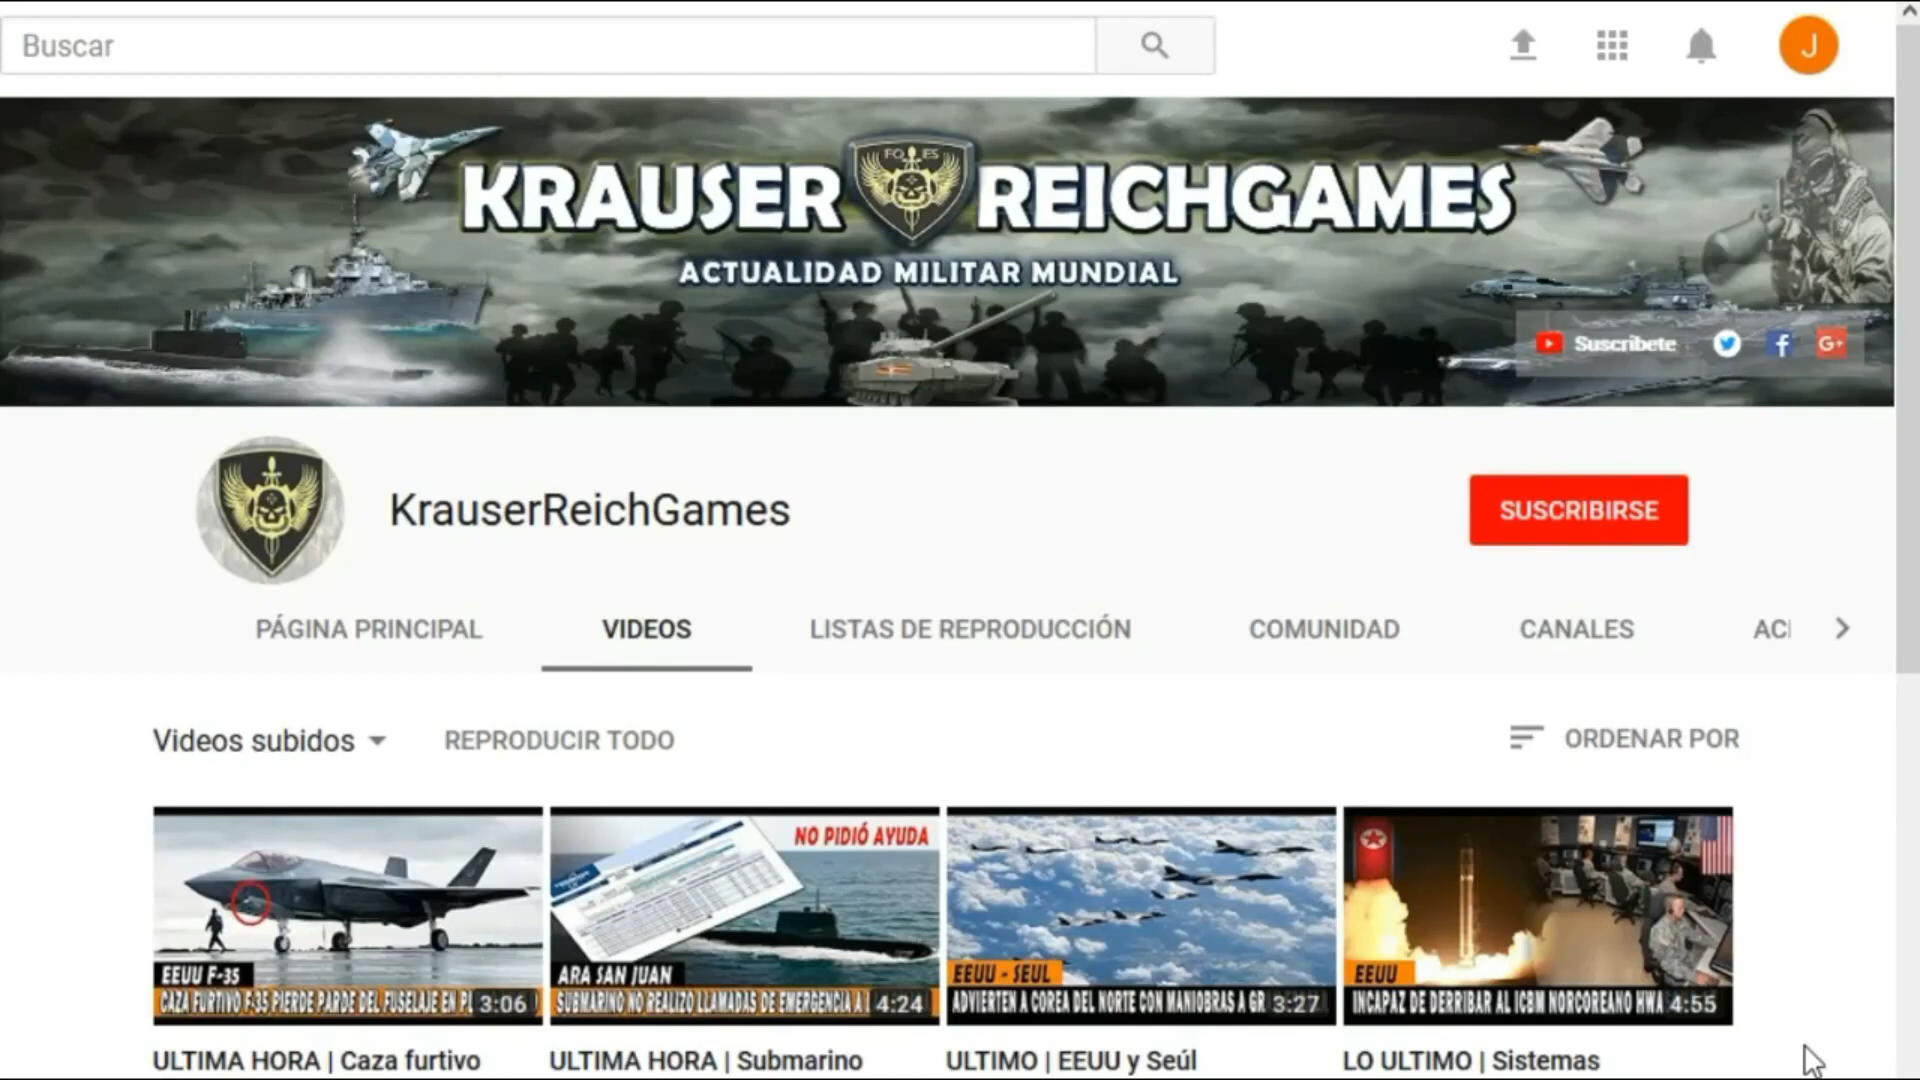 Buscar
J
KRAUSER REICHGAMES
FOES
ACTUALIDAD MILITAR MUNDIAL
Suscribete
G+
KrauserReichGames
SUSCRIBIRSE
PÁGINA PRINCIPAL
VIDEOS
LISTAS DE REPRODUCCIÓN
COMUNIDAD
CANALES
Videos subidos
REPRODUCIR TODO
ORDENAR POR
EEUU F-35
CAZA FURTIVO F-35 PIERDE PARDE DEL FUSELAJE EN
3:06
NO PIDIÓ AYUDA
ARA SAN JUAN
SUBMARINO NO REALIZO LLAMADAS DE EMERGENCIA A
4:24
EEUU - SEUL
ADVIERTEN A COREA DEL NORTE CON MANIOBRAS A GR
3:27
EEUU
INCAPAZ DE DERRIBAR AL ICBM NORCOREANO HWA
4:55
ULTIMA HORA | Caza furtivo
ULTIMA HORA | Submarino
ULTIMO | EEUU y Seúl
LO ULTIMO | Sistemas